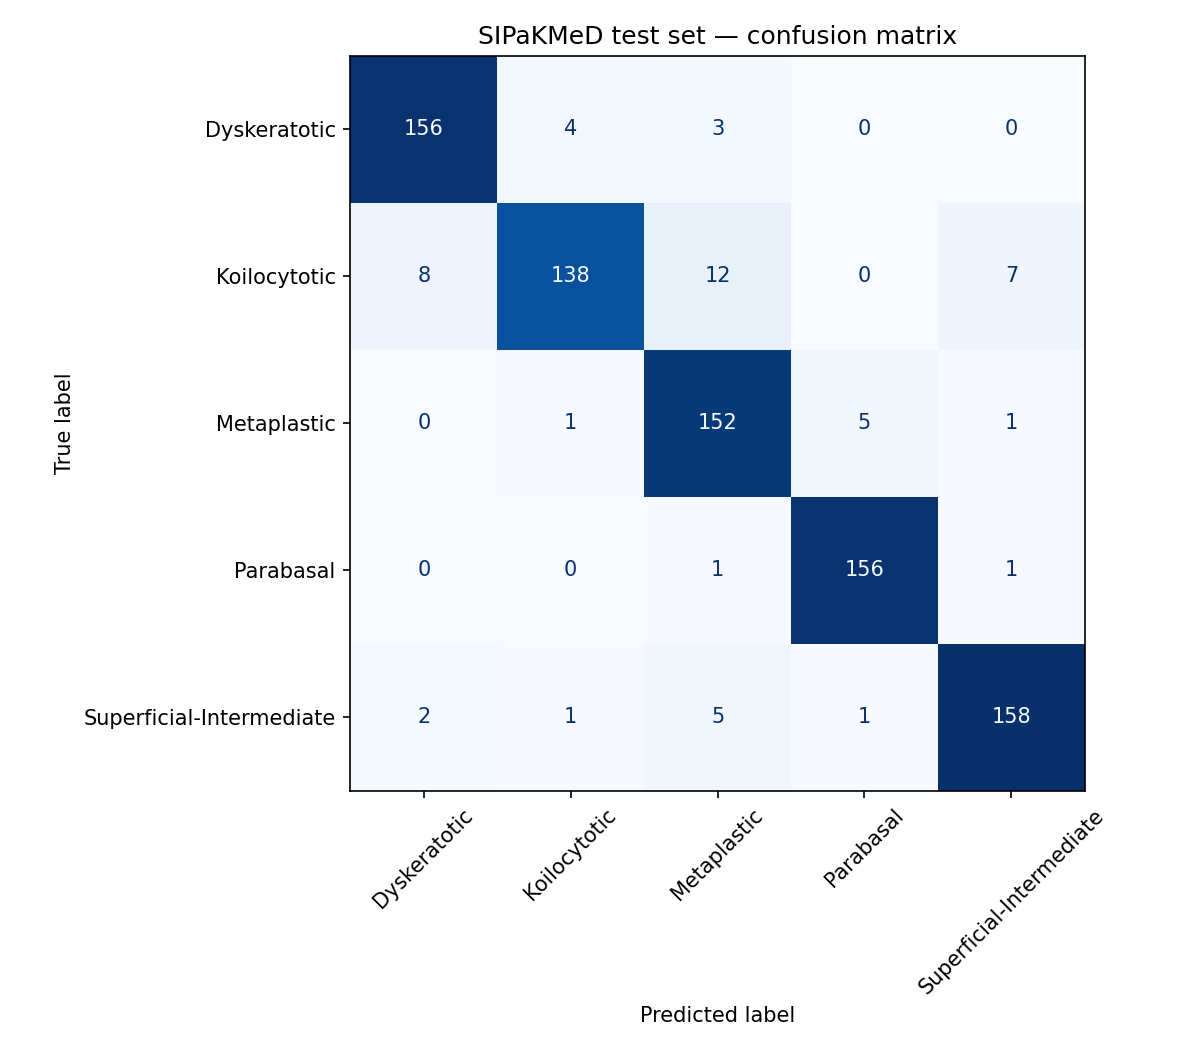 SIPaKMeD test set — confusion matrix
Dyskeratotic 156 4 3 0 0
Koilocytotic 8 138 12 0 7
Metaplastic 0 1 152 5 1
Parabasal 0 0 1 156 1
Superficial-Intermediate 2 1 5 1 158
True label
Dyskeratotic Koilocytotic Metaplastic Parabasal Superficial-Intermediate
Predicted label